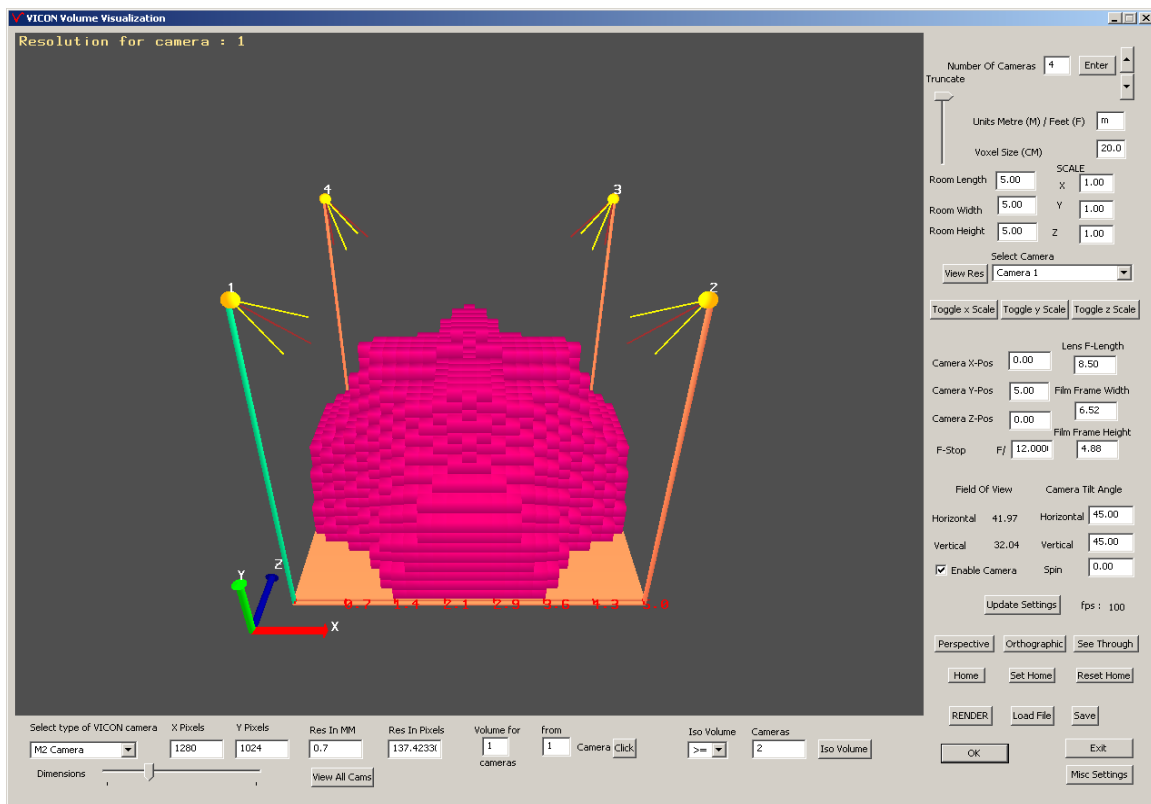 VICON Volume Visualization
Resolution for camera : 1
4
3
1
2
Y
Z
X
Number Of Cameras 4 Enter
Truncate
Units Metre (M) / Feet (F) m
Voxel Size (CM) 20.0
SCALE
Room Length 5.00 X 1.00
Room Width 5.00 Y 1.00
Room Height 5.00 Z 1.00
Select Camera
View Res Camera 1
Toggle x Scale Toggle y Scale Toggle z Scale
Lens F-Length
Camera X-Pos 0.00 8.50
Camera Y-Pos 5.00 Film Frame Width
6.52
Camera Z-Pos 0.00
Film Frame Height
F-Stop F/ 12.000 4.88
Field Of View Camera Tilt Angle
Horizontal 41.97 Horizontal 45.00
Vertical 32.04 Vertical 45.00
Enable Camera Spin 0.00
Update Settings fps : 100
Perspective Orthographic See Through
Home Set Home Reset Home
RENDER Load File Save
OK Exit
Misc Settings
Select type of VICON camera X Pixels Y Pixels Res In MM Res In Pixels Volume for from Iso Volume Cameras
M2 Camera 1280 1024 0.7 137.4233 1 1 Camera Click >= 2 Iso Volume
cameras
Dimensions View All Cams